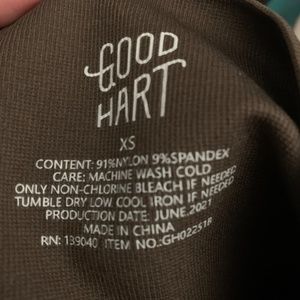 GOOD
HART
XS
CONTENT: 91%NYLON 9%SPANDEX
CARE: MACHINE WASH COLD
ONLY NON-CHLORINE BLEACH IF NEEDED
TUMBLE DRY LOW COOL IRON IF NEEDED
PRODUCTION DATE: JUNE.2021
MADE IN CHINA
RN: 139040 ITEM NO.:GH02251R